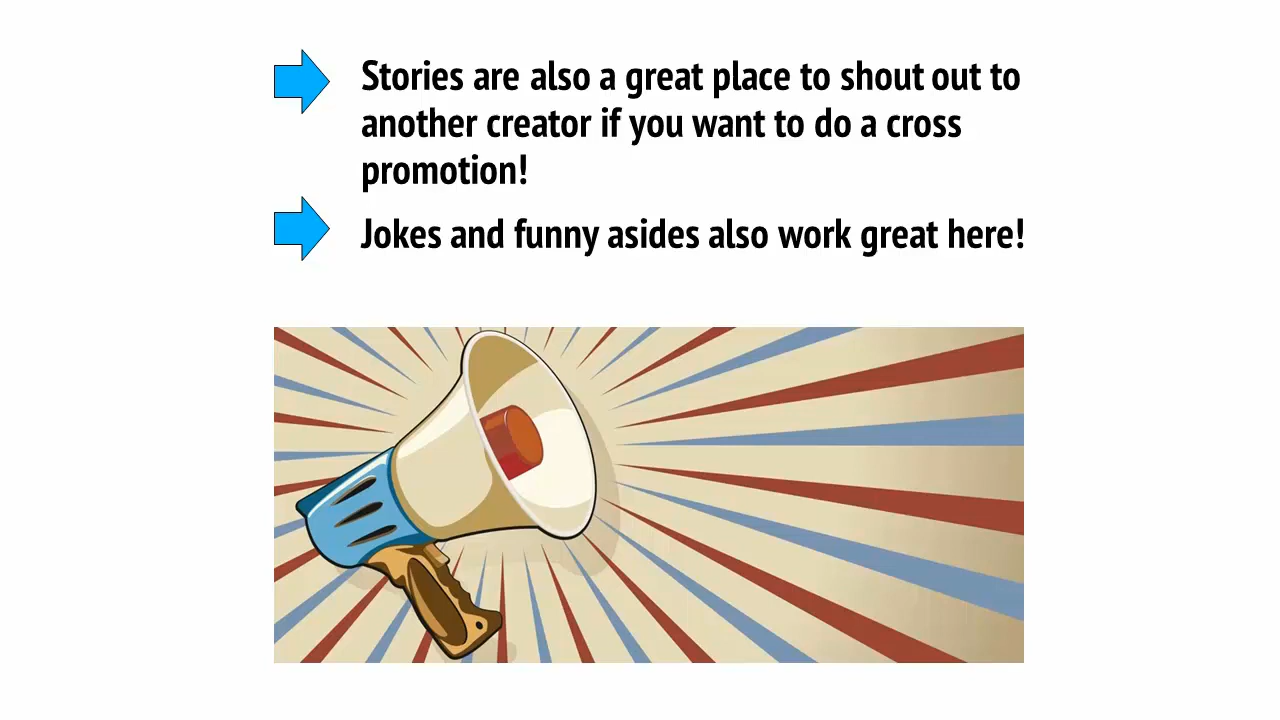 Stories are also a great place to shout out to
another creator if you want to do a cross
promotion!
Jokes and funny asides also work great here!